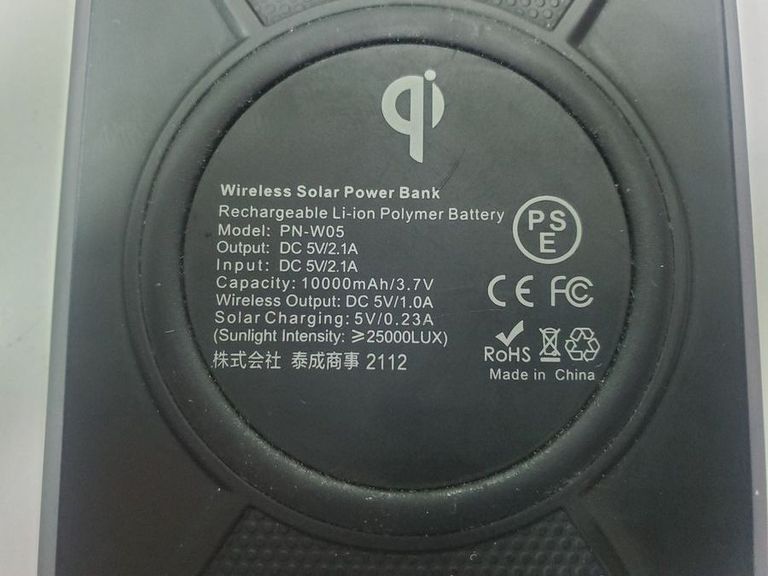 qi
Wireless Solar Power Bank
Rechargeable Li-ion Polymer Battery
Model: PN-W05
Output: DC 5V/2.1A
Input: DC 5V/2.1A
Capacity: 10000mAh/3.7V
Wireless Output: DC 5V/1.0A
Solar Charging: 5V/0.23A
(Sunlight Intensity: ≥25000LUX)
株式会社 泰成商事 2112
PSE
CE FC
RoHS
Made in China